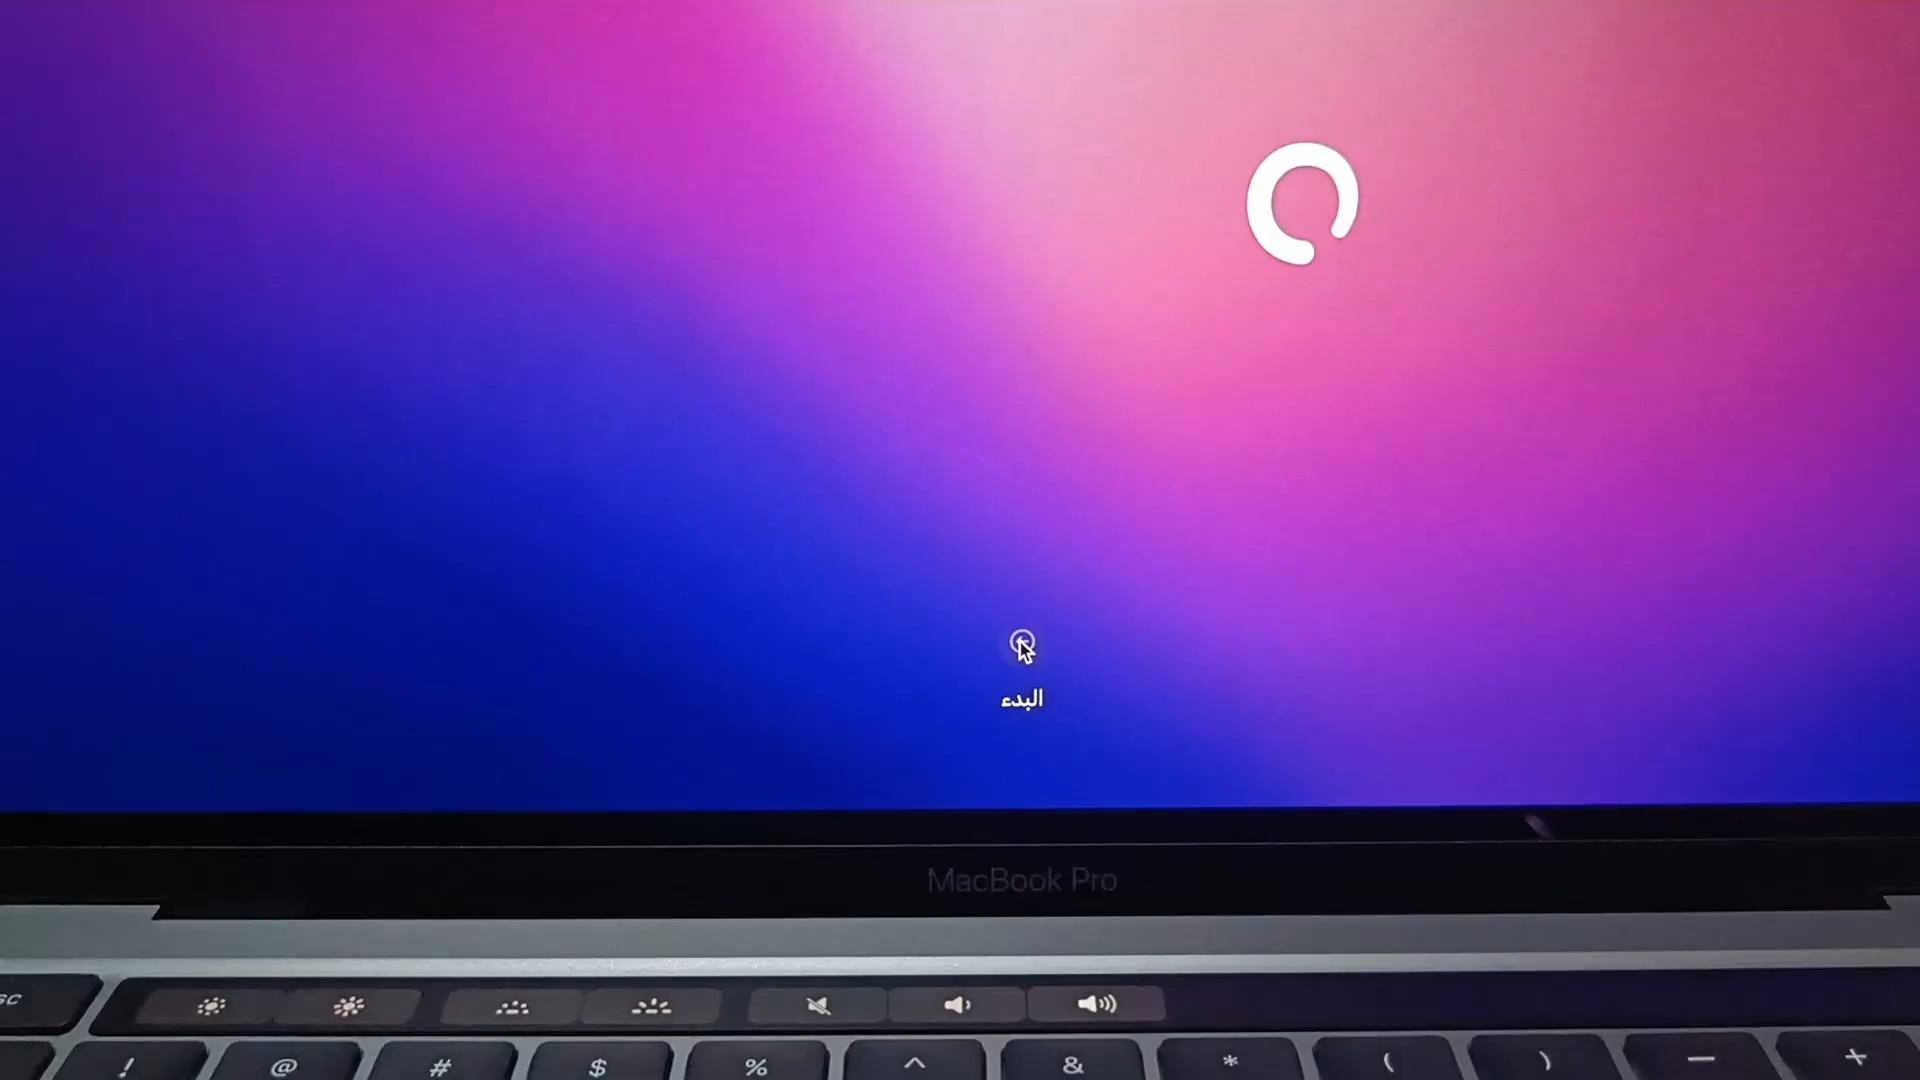 البدء
MacBook Pro
! @ # $ % ^ & * ( ) — +